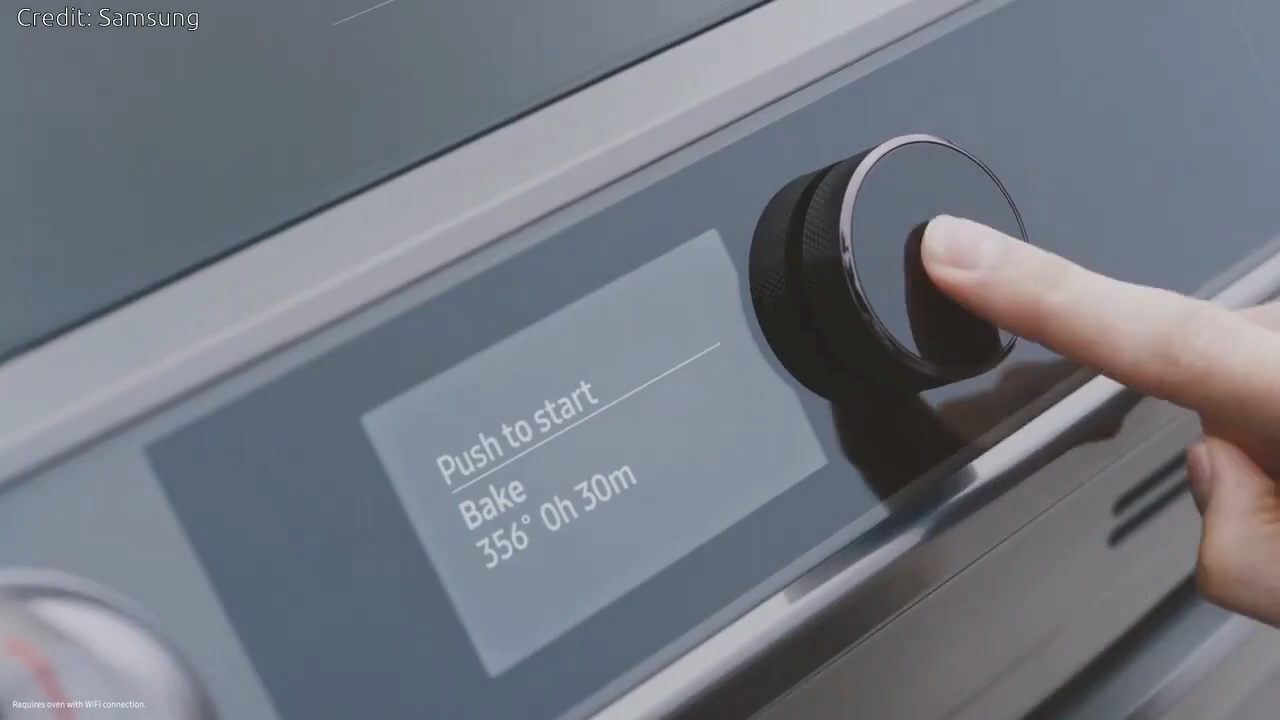 Credit: Samsung
Push to start
Bake
356° 0h 30m
Requires oven with WiFi connection.